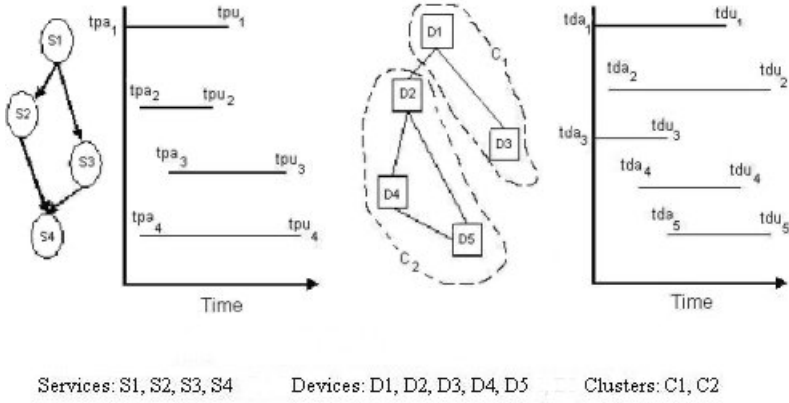 S1
S2
S3
S4
tpa1 tpu1
tpa2 tpu2
tpa3 tpu3
tpa4 tpu4
Time
D1
D2
D3
D4
D5
C1
C2
tda1 tdu1
tda2 tdu2
tda3 tdu3
tda4 tdu4
tda5 tdu5
Time
Services: S1, S2, S3, S4 Devices: D1, D2, D3, D4, D5 Clusters: C1, C2